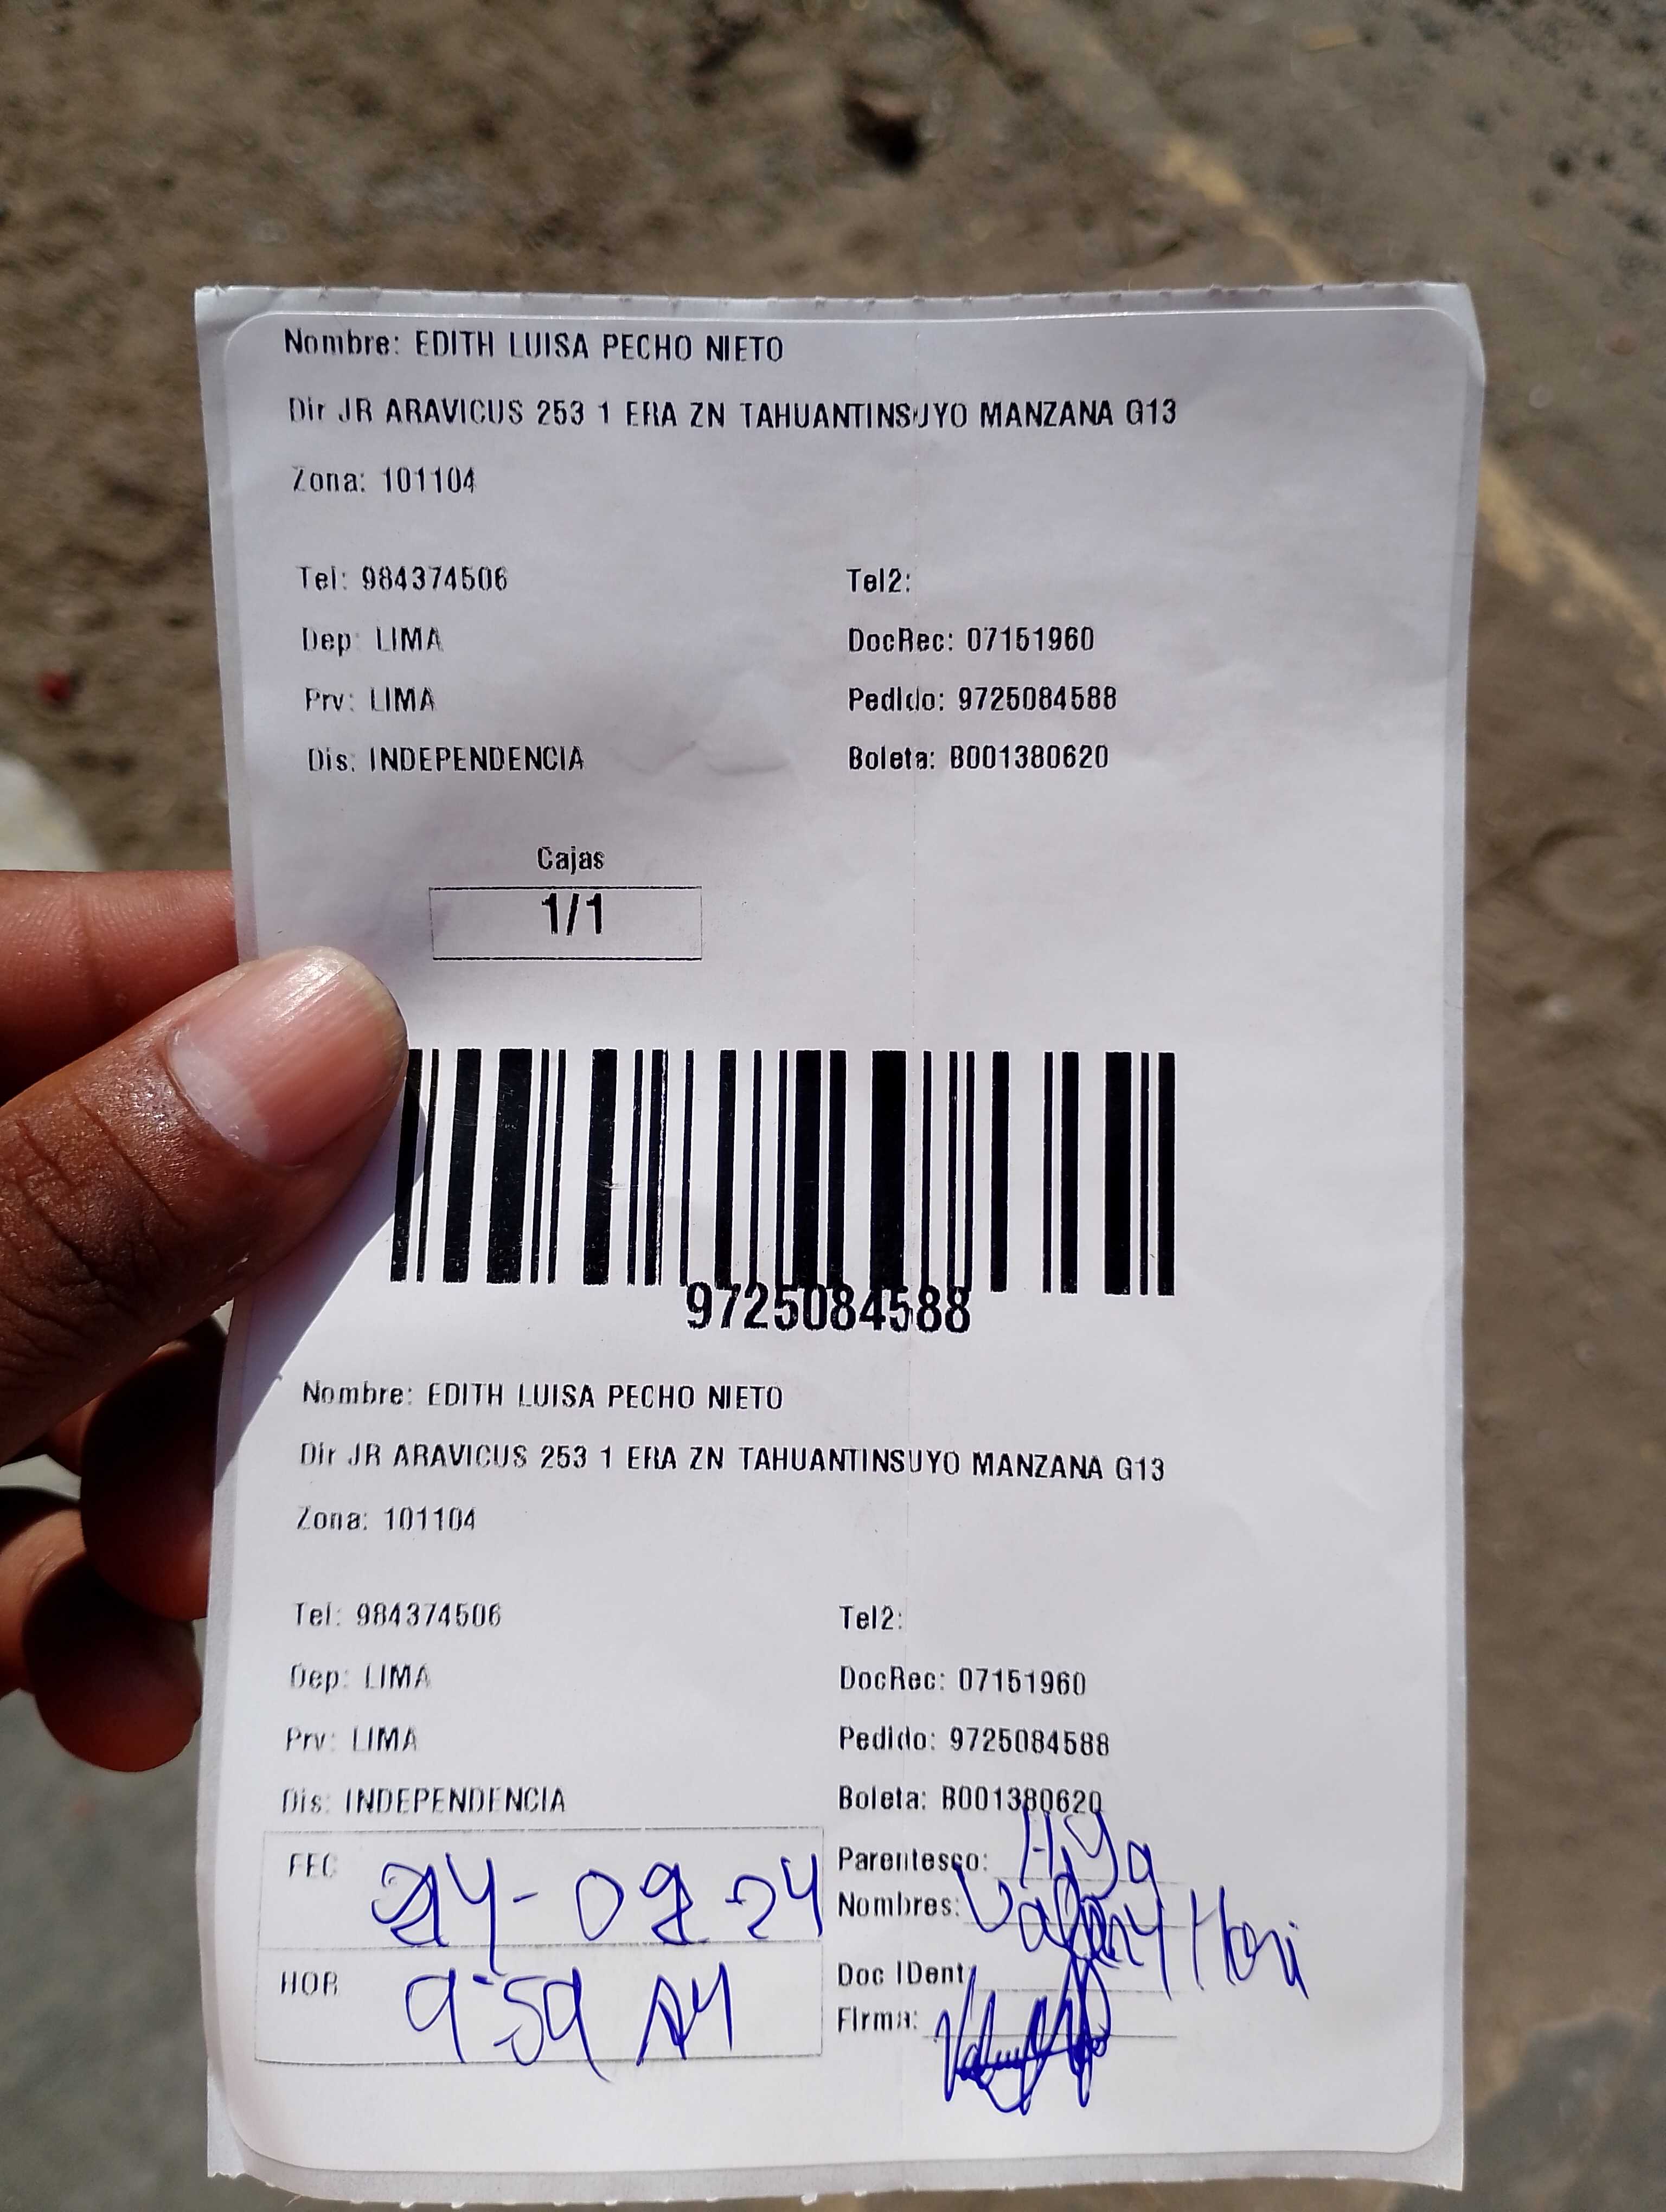 Nombre: EDITH LUISA PECHO NIETO
Dir JR ARAVICUS 253 1 ERA ZN TAHUANTINSUYO MANZANA G13
Zona: 101104
Tel: 984374506 Tel2:
Dep: LIMA DocRec: 07151960
Prv: LIMA Pedido: 9725084588
Dis: INDEPENDENCIA Boleta: B001380620
Cajas
1/1
9725084588
Nombre: EDITH LUISA PECHO NIETO
Dir JR ARAVICUS 253 1 ERA ZN TAHUANTINSUYO MANZANA G13
Zona: 101104
Tel: 984374506 Tel2:
Dep: LIMA DocRec: 07151960
Prv: LIMA Pedido: 9725084588
Dis: INDEPENDENCIA Boleta: B001380620
FEC -24 Parentesco:
Nombres:
HOR 9:59 AM Doc IDent
Firma: